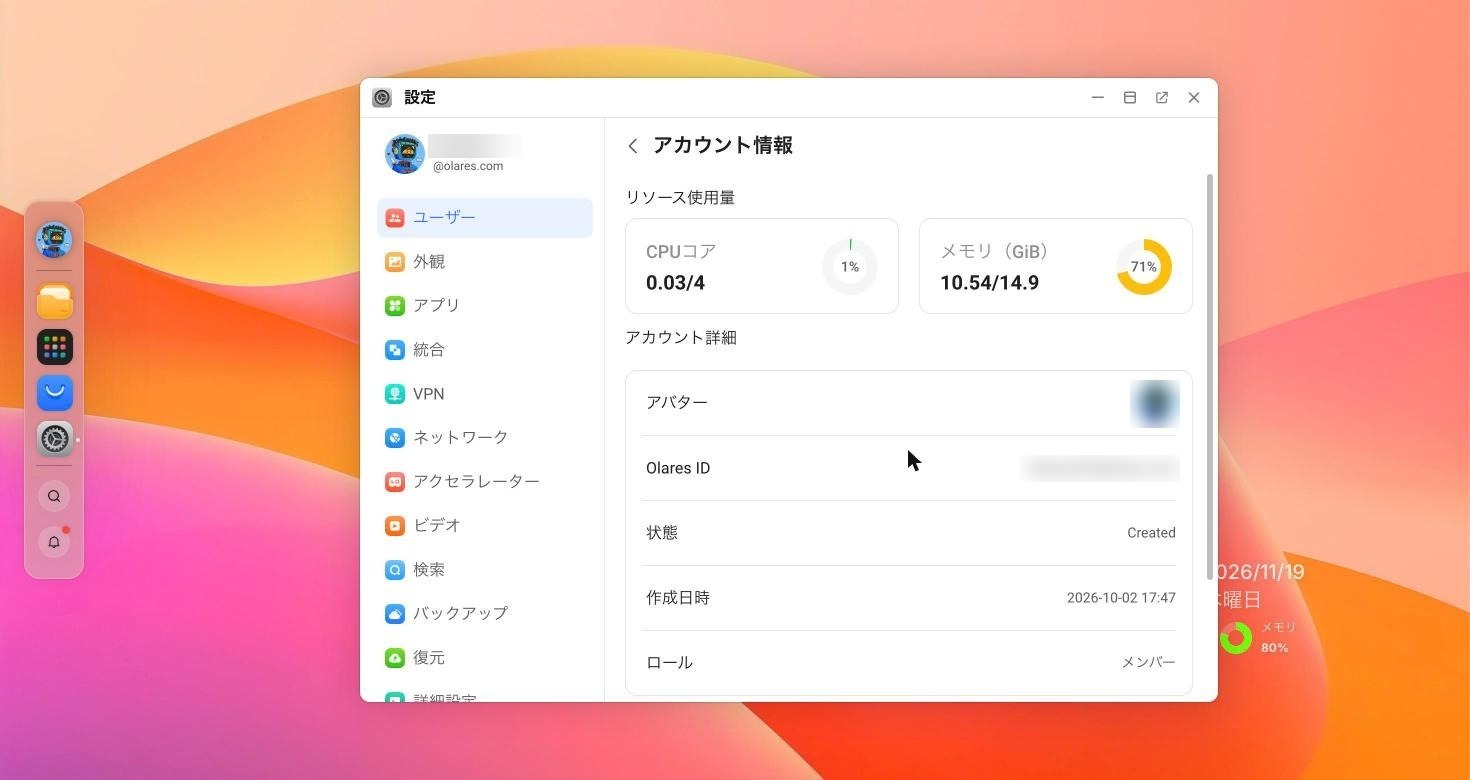 設定
@olares.com
ユーザー
外観
アプリ
統合
VPN
ネットワーク
アクセラレーター
ビデオ
検索
バックアップ
復元
詳細設定
アカウント情報
リソース使用量
CPUコア
0.03/4
1%
メモリ（GiB）
10.54/14.9
71%
アカウント詳細
アバター
Olares ID
状態
Created
作成日時
2026-10-02 17:47
ロール
メンバー
026/11/19
曜日
メモリ
80%